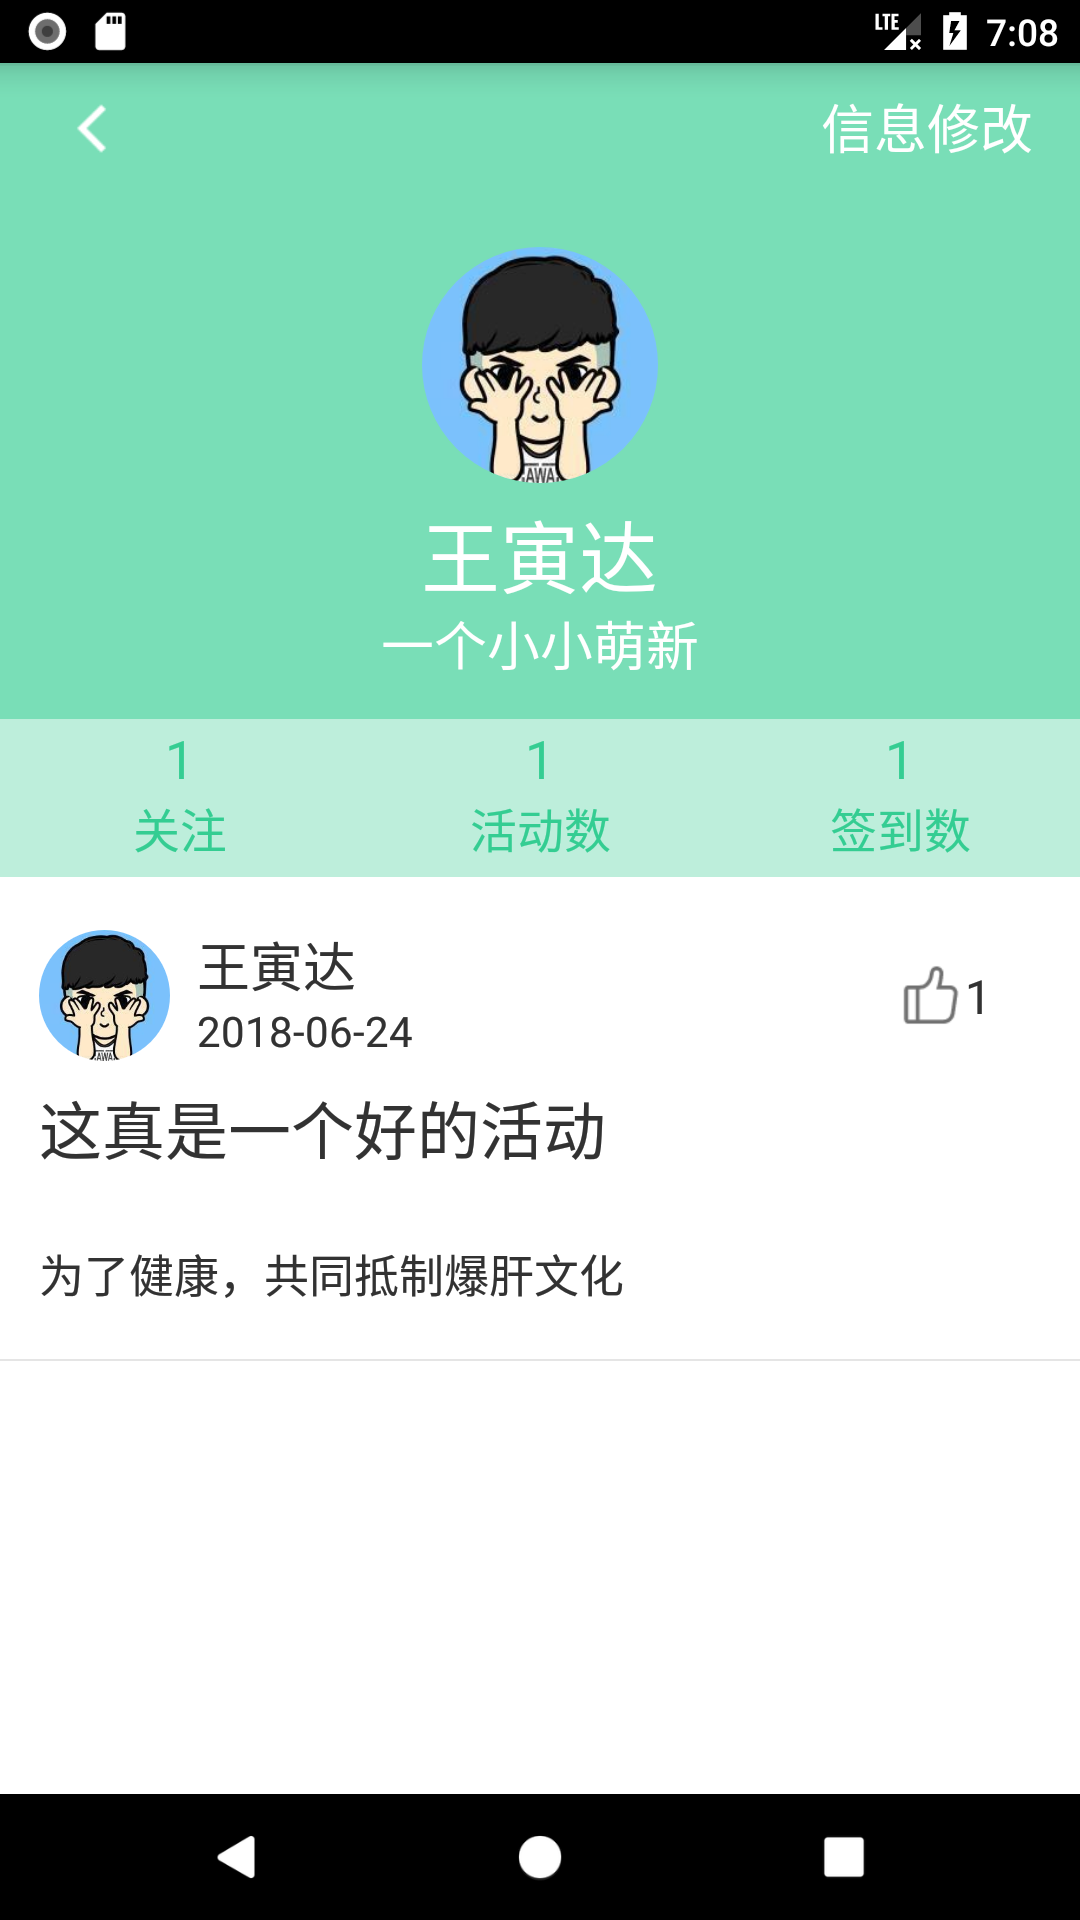 LTE 7:08
信息修改
王寅达
一个小小萌新
1 1 1
关注 活动数 签到数
王寅达
2018-06-24
1
这真是一个好的活动
为了健康，共同抵制爆肝文化